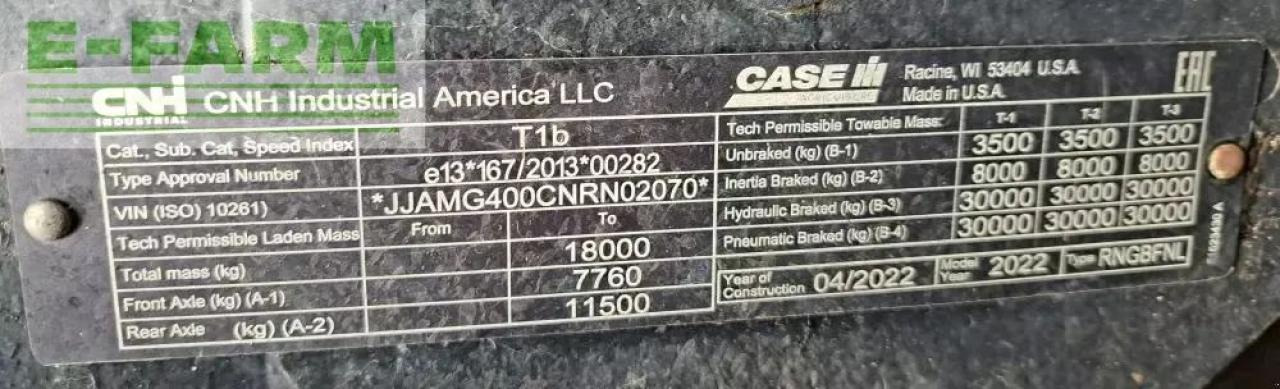 E-FARM
CNH
INDUSTRIAL
CNH Industrial America LLC
Cat., Sub. Cat, Speed Index T1b
Type Approval Number e13*167/2013*00282
VIN (ISO) 10261) *JJAMG400CNRN02070*
Tech Permissible Laden Mass From To
Total mass (kg) 18000
Front Axle (kg) (A-1) 7760
Rear Axle (kg) (A-2) 11500
CASE IH
AGRICULTURE
Racine, WI 53404 U.S.A.
Made in U.S.A.
EAC
Tech Permissible Towable Mass: T-1 T-2 T-3
Unbraked (kg) (B-1) 3500 3500 3500
Inertia Braked (kg) (B-2) 8000 8000 8000
Hydraulic Braked (kg) (B-3) 30000 30000 30000
Pneumatic Braked (kg) (B-4) 30000 30000 30000
Year of Construction 04/2022 Model Year 2022 Type RNGBFNL